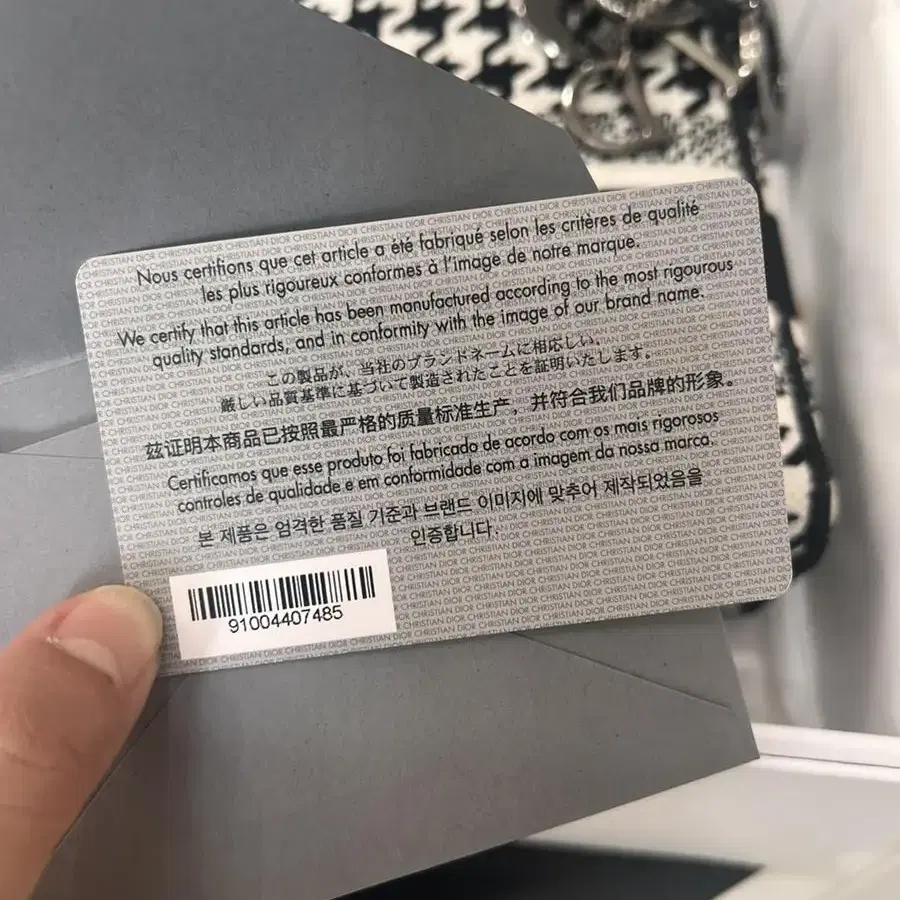 Nous certifions que cet article a été fabriqué selon les critères de qualité
les plus rigoureux conformes à l'image de notre marque.
We certify that this article has been manufactured according to the most rigourous
quality standards, and in conformity with the image of our brand name.
この製品が、当社のブランドネームに相応しい、
厳しい品質基準に基づいて製造されたことを証明いたします。
兹证明本商品已按照最严格的质量标准生产，并符合我们品牌的形象。
Certificamos que esse produto foi fabricado de acordo com os mais rigorosos
controles de qualidade e em conformidade com a imagem da nossa marca.
본 제품은 엄격한 품질 기준과 브랜드 이미지에 맞추어 제작되었음을
인증합니다.
91004407485
CHRISTIAN DIOR